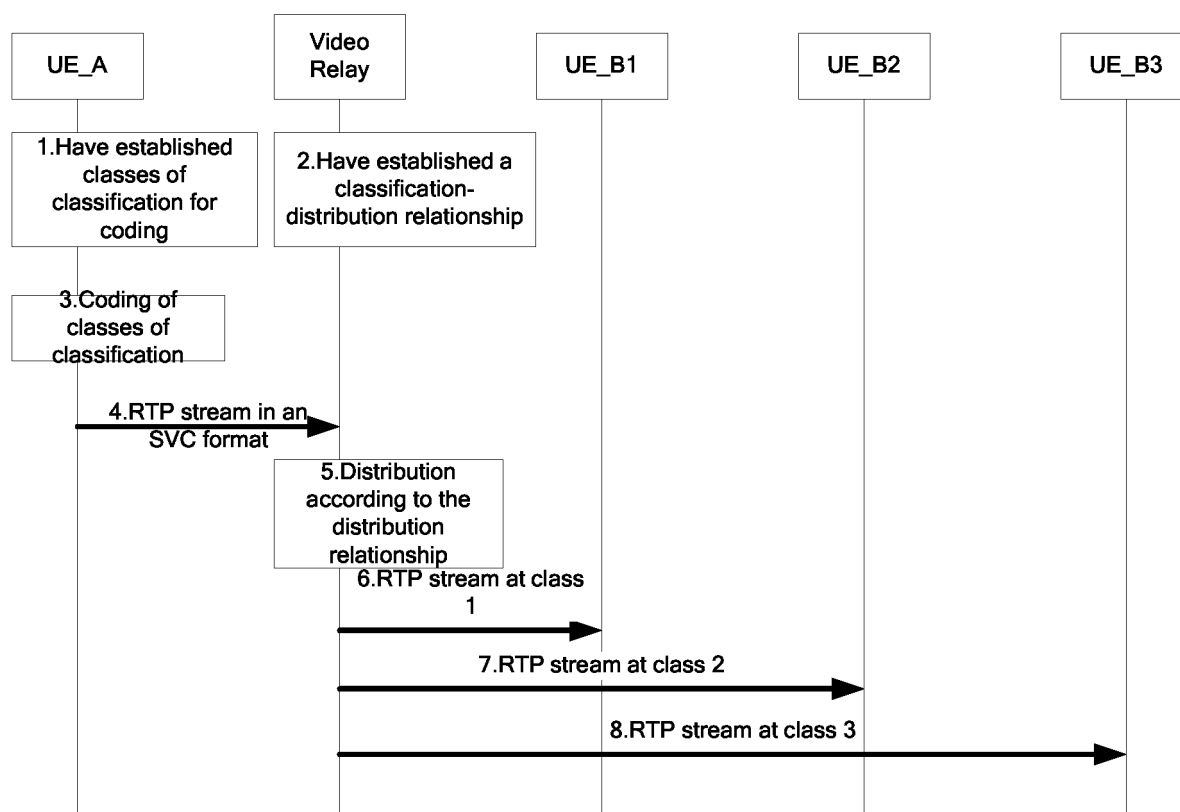 UE_A
Video
Relay
UE_B1
UE_B2
UE_B3
1.Have established
classes of
classification for
coding
2.Have established a
classification-
distribution relationship
3.Coding of
classes of
classification
4.RTP stream in an
SVC format
5.Distribution
according to the
distribution
relationship
6.RTP stream at class
1
7.RTP stream at class 2
8.RTP stream at class 3